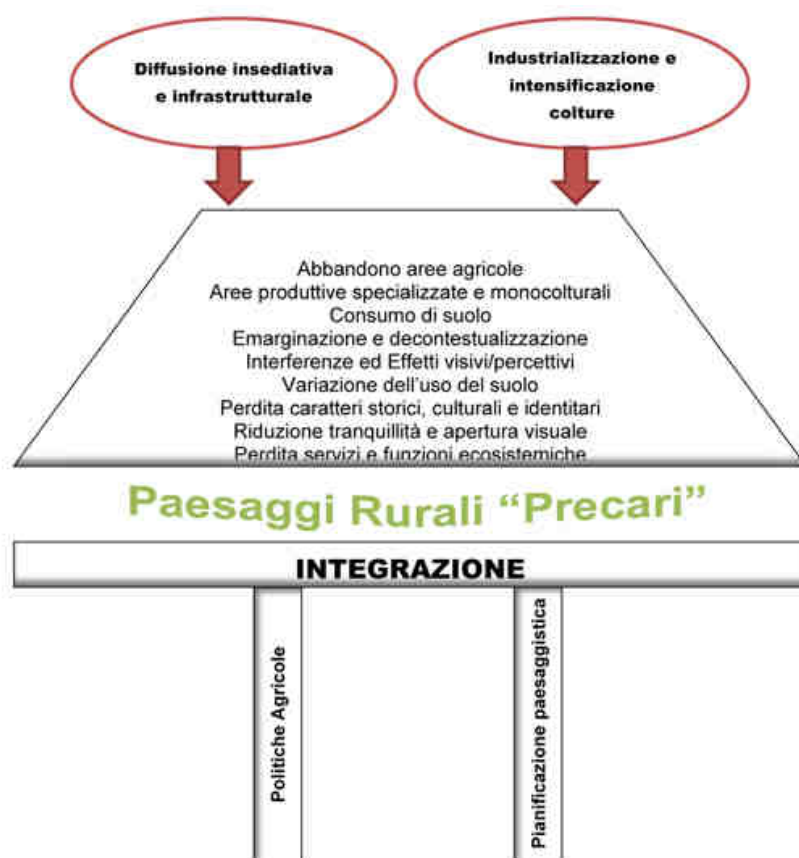 Diffusione insediativa
e infrastrutturale
Industrializzazione e
intensificazione
colture
Abbandono aree agricole
Aree produttive specializzate e monocolturali
Consumo di suolo
Emarginazione e decontestualizzazione
Interferenze ed Effetti visivi/percettivi
Variazione dell'uso del suolo
Perdita caratteri storici, culturali e identitari
Riduzione tranquillità e apertura visuale
Perdita servizi e funzioni ecosistemiche
Paesaggi Rurali “Precari”
INTEGRAZIONE
Politiche Agricole
Pianificazione paesaggistica